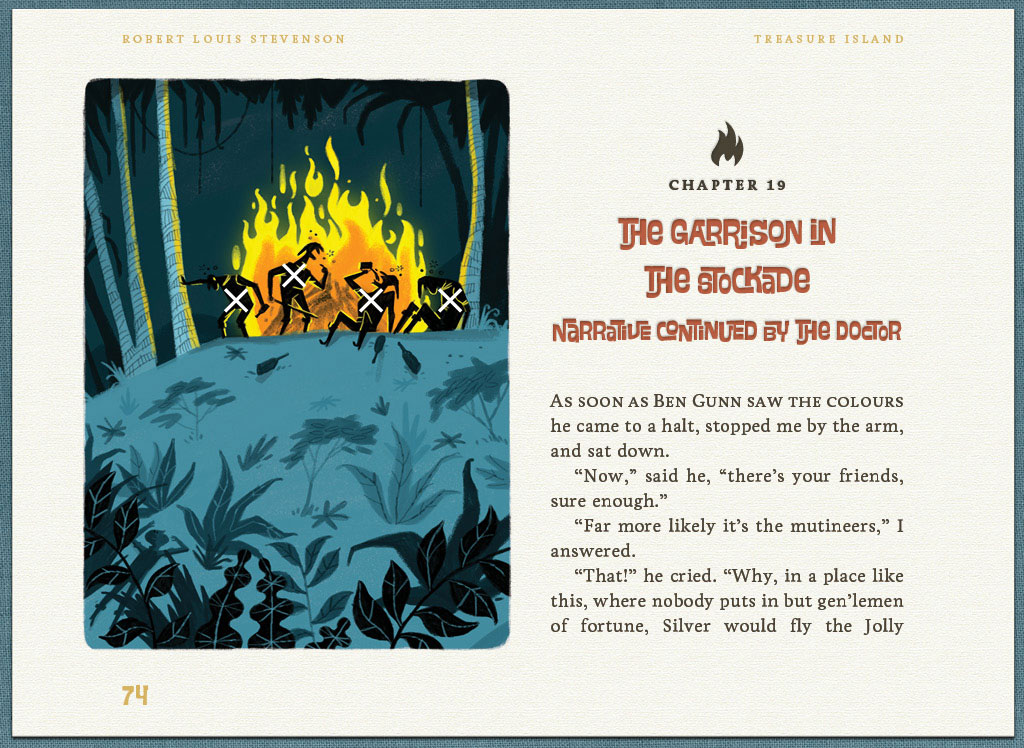 ROBERT LOUIS STEVENSON
TREASURE ISLAND
CHAPTER 19
THE GARRISON IN
THE STOCKADE
NARRATIVE CONTINUED BY THE DOCTOR
AS SOON AS BEN GUNN SAW THE COLOURS
he came to a halt, stopped me by the arm,
and sat down.
“Now,” said he, “there’s your friends,
sure enough.”
“Far more likely it’s the mutineers,” I
answered.
“That!” he cried. “Why, in a place like
this, where nobody puts in but gen’lemen
of fortune, Silver would fly the Jolly
74